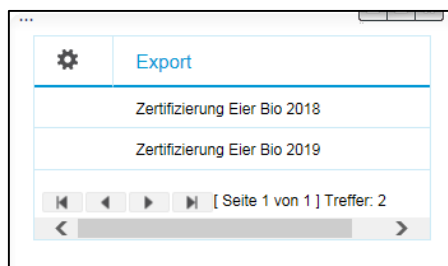 ...
Export
Zertifizierung Eier Bio 2018
Zertifizierung Eier Bio 2019
[ Seite 1 von 1 ] Treffer: 2